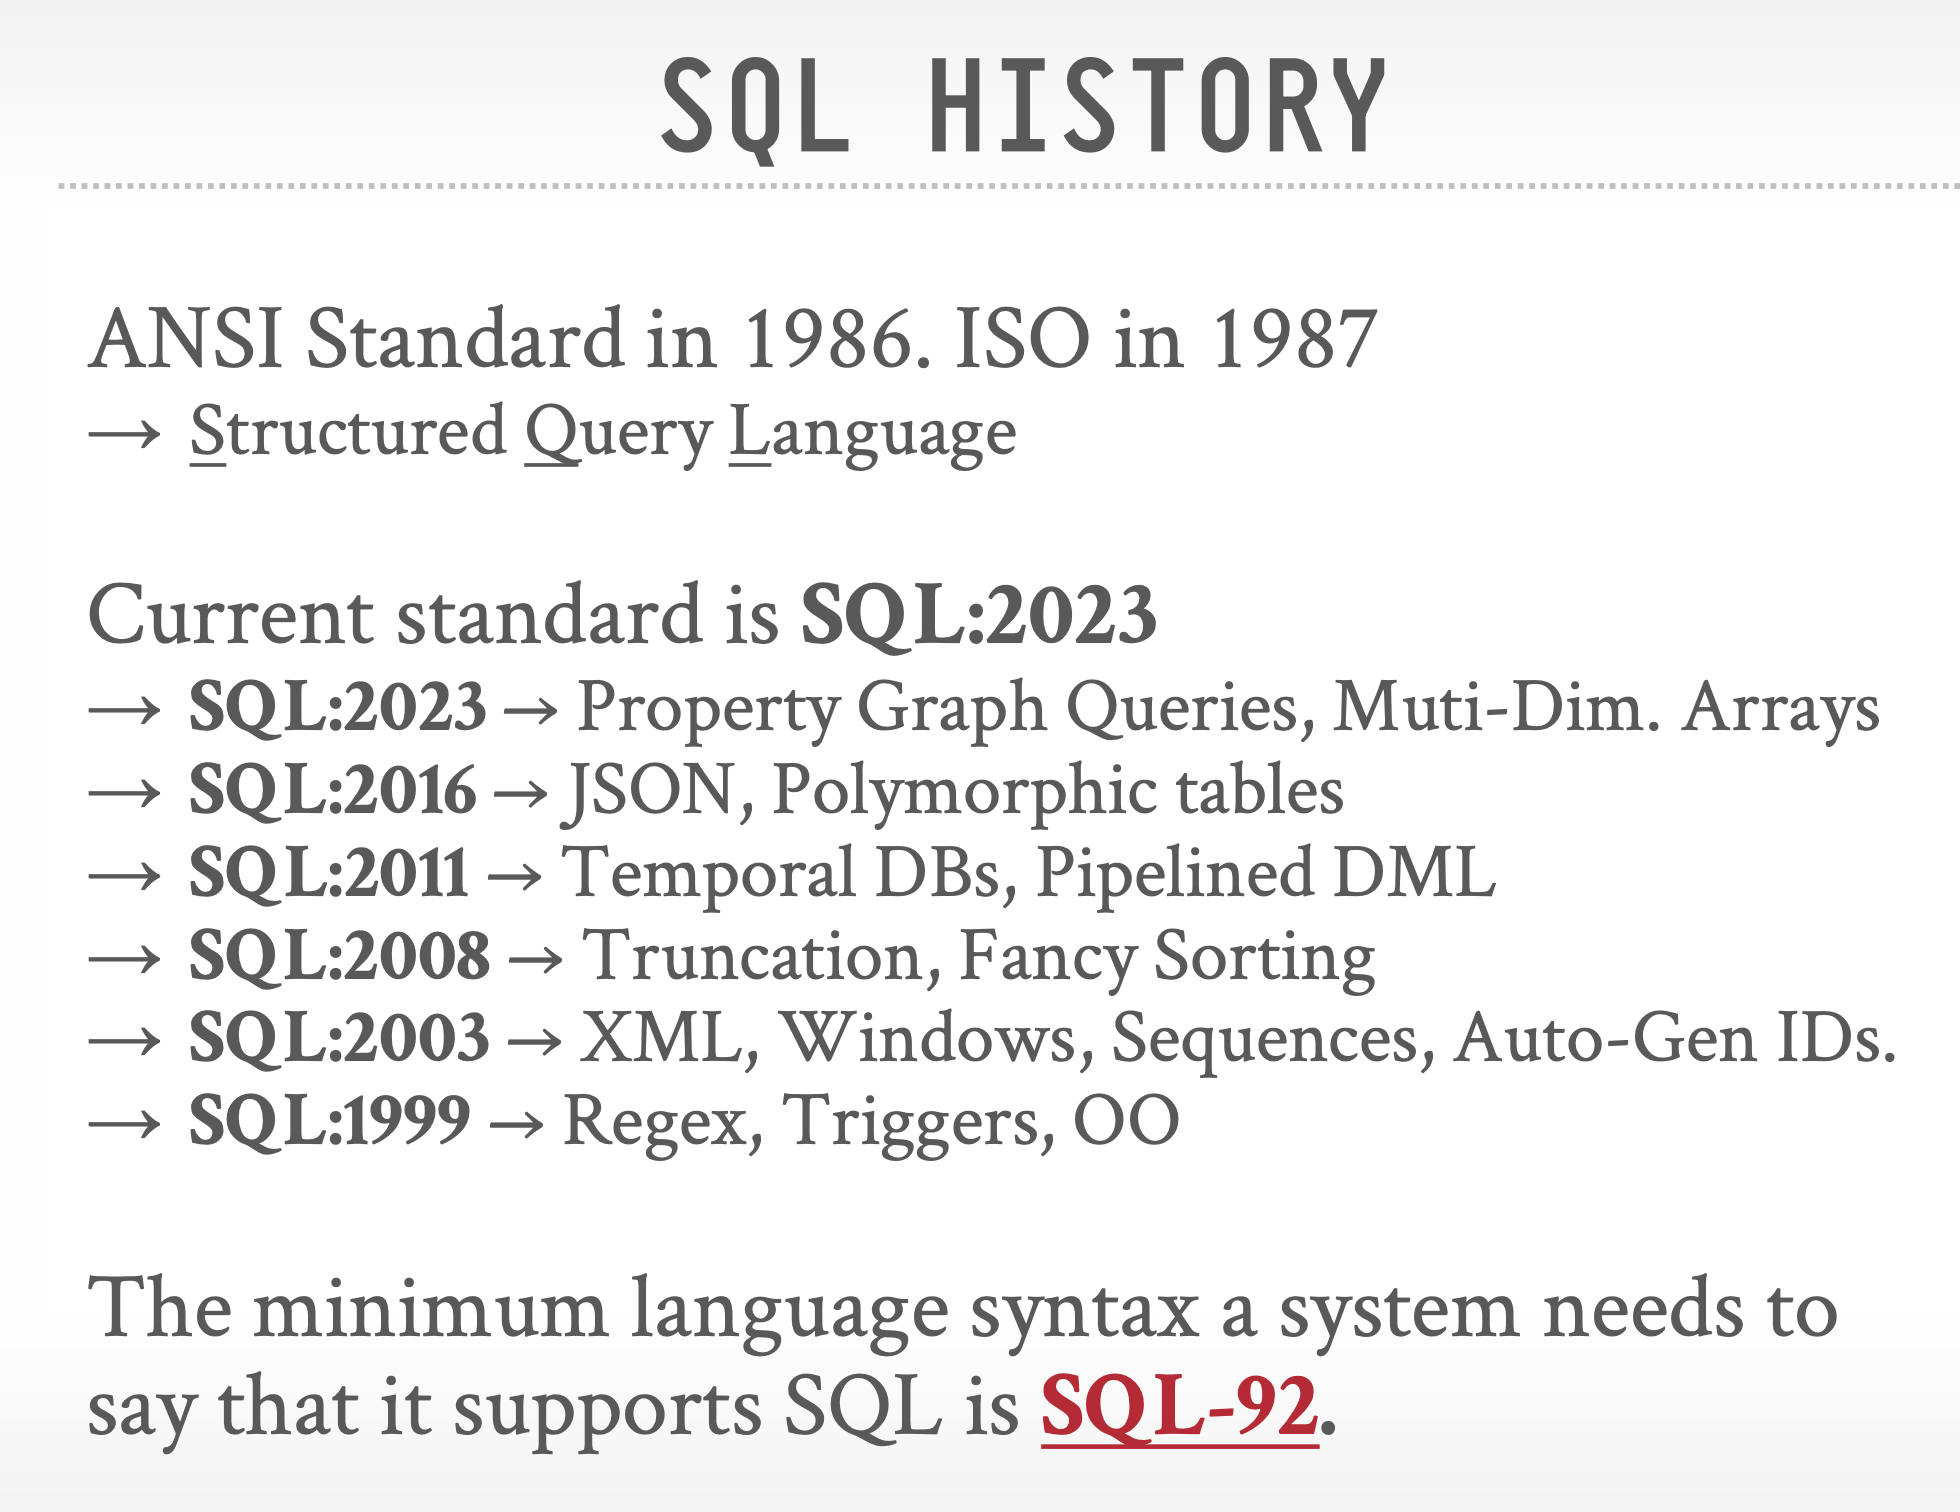 SQL HISTORY
ANSI Standard in 1986. ISO in 1987
→ Structured Query Language
Current standard is SQL:2023
→ SQL:2023 → Property Graph Queries, Muti-Dim. Arrays
→ SQL:2016 → JSON, Polymorphic tables
→ SQL:2011 → Temporal DBs, Pipelined DML
→ SQL:2008 → Truncation, Fancy Sorting
→ SQL:2003 → XML, Windows, Sequences, Auto-Gen IDs.
→ SQL:1999 → Regex, Triggers, OO
The minimum language syntax a system needs to
say that it supports SQL is SQL-92.